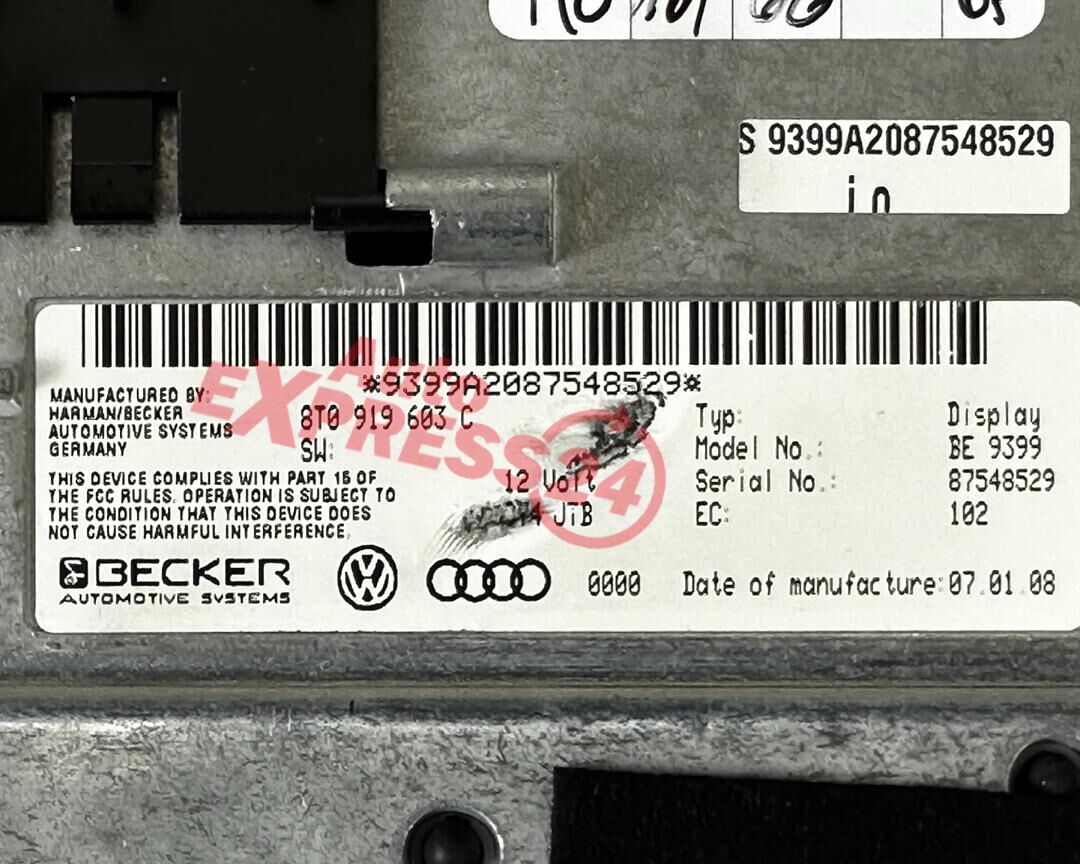 S 9399A2087548529
in
*9399A2087548529*
MANUFACTURED BY:
HARMAN/BECKER
AUTOMOTIVE SYSTEMS
GERMANY
8T0 919 603 C
SW:
THIS DEVICE COMPLIES WITH PART 15 OF
THE FCC RULES. OPERATION IS SUBJECT TO
THE CONDITION THAT THIS DEVICE DOES
NOT CAUSE HARMFUL INTERFERENCE.
12 Volt
JTB
Typ: Display
Model No.: BE 9399
Serial No.: 87548529
EC: 102
BECKER
AUTOMOTIVE SYSTEMS
0000 Date of manufacture: 07.01.08
Auto
EXPRESS24